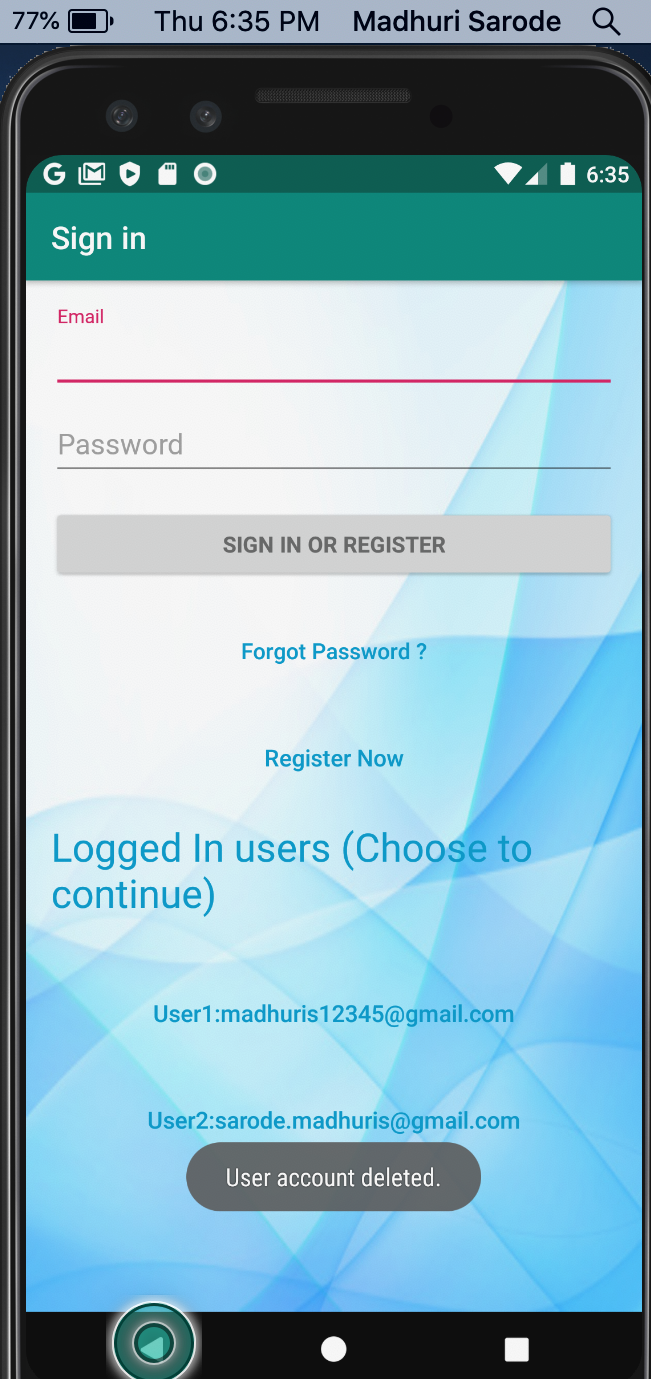 77% Thu 6:35 PM Madhuri Sarode
6:35
Sign in
Email
Password
SIGN IN OR REGISTER
Forgot Password ?
Register Now
Logged In users (Choose to
continue)
User1:madhuris12345@gmail.com
User2:sarode.madhuris@gmail.com
User account deleted.